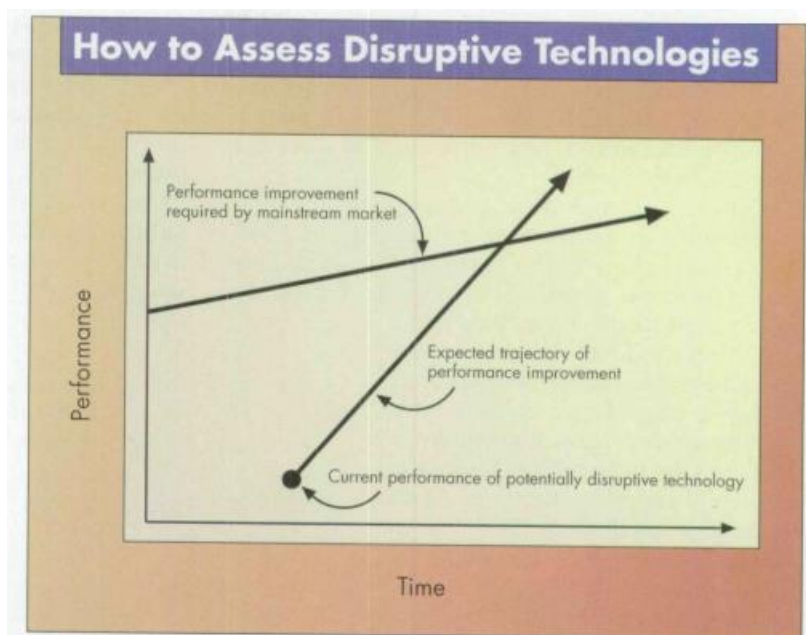 How to Assess Disruptive Technologies
Performance improvement
required by mainstream market
Expected trajectory of
performance improvement
Current performance of potentially disruptive technology
Performance
Time